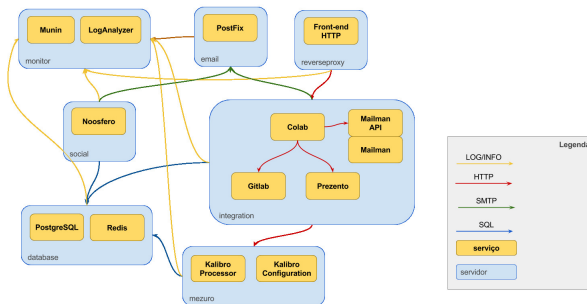 Munin
LogAnalyzer
monitor
PostFix
email
Front-end
HTTP
reverseproxy
Noosfero
social
Colab
Mailman
API
Mailman
Gitlab
Prezento
integration
PostgreSQL
Redis
database
Kalibro
Processor
Kalibro
Configuration
mezuro
Legenda
LOG/INFO
HTTP
SMTP
SQL
serviço
servidor